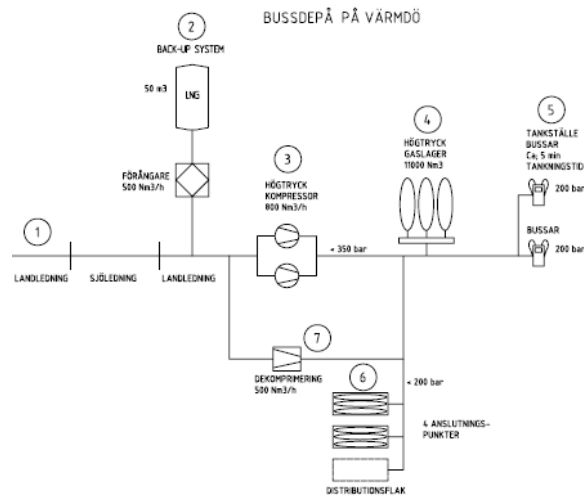 BUSSDEPÅ PÅ VÄRMDÖ
2
BACK-UP SYSTEM
50 m3
LNG
FÖRÅNGARE
500 Nm3/h
3
HÖGTRYCK
KOMPRESSOR
800 Nm3/h
4
HÖGTRYCK
GASLAGER
11000 Nm3
5
TANKSTÄLLE
BUSSAR
Ca; 5 min
TANKNINGSTID
200 bar
BUSSAR
200 bar
1
LANDLEDNING
SJÖLEDNING
LANDLEDNING
< 350 bar
7
DEKOMPRIMERING
500 Nm3/h
6
< 200 bar
4 ANSLUTNINGS-
PUNKTER
DISTRIBUTIONSFLAK